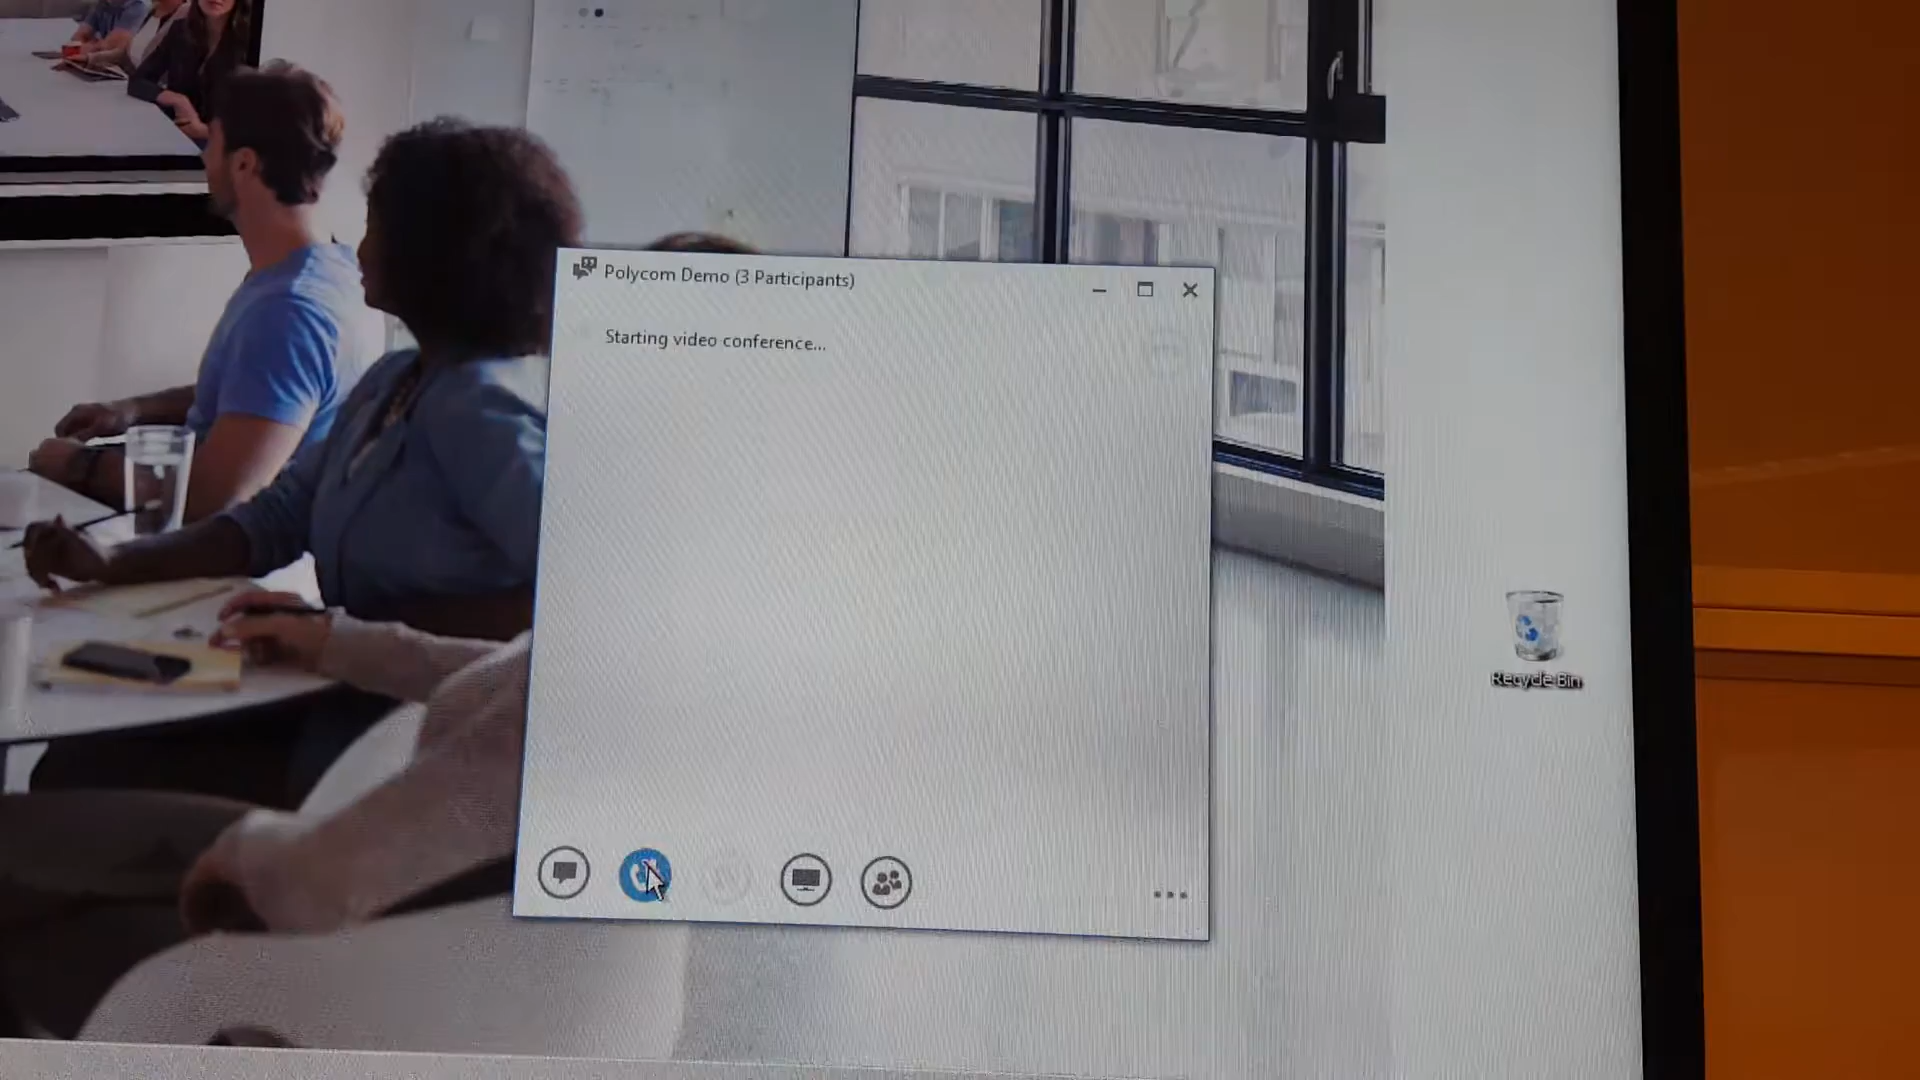 Polycom Demo (3 Participants)
Starting video conference...
Recycle Bin